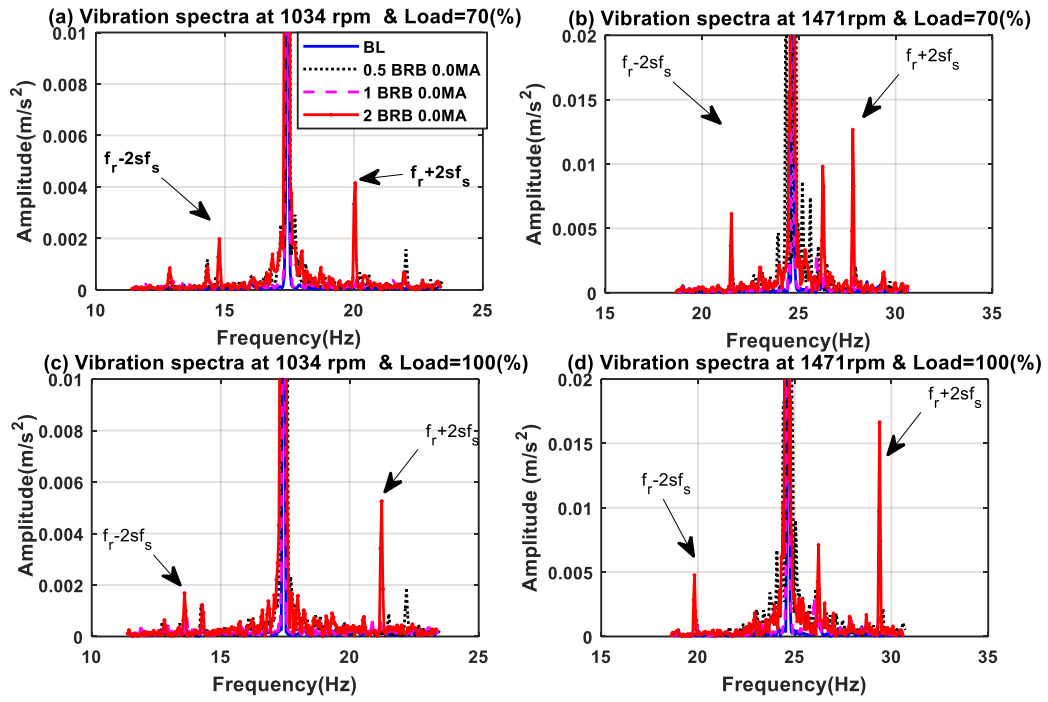 (a) Vibration spectra at 1034 rpm & Load=70(%)
0.01
0.008
0.006
0.004
0.002
0
Amplitude(m/s²)
BL
0.5 BRB 0.0MA
1 BRB 0.0MA
2 BRB 0.0MA
fᵣ-2sfₛ
fᵣ+2sfₛ
10 15 20 25
Frequency(Hz)
(b) Vibration spectra at 1471rpm & Load=70(%)
0.02
0.015
0.01
0.005
0
Amplitude(m/s²)
fᵣ-2sfₛ
fᵣ+2sfₛ
15 20 25 30 35
Frequency(Hz)
(c) Vibration spectra at 1034 rpm & Load=100(%)
0.01
0.008
0.006
0.004
0.002
0
Amplitude(m/s²)
fᵣ-2sfₛ
fᵣ+2sfₛ
10 15 20 25
Frequency(Hz)
(d) Vibration spectra at 1471rpm & Load=100(%)
0.02
0.015
0.01
0.005
0
Amplitude (m/s²)
fᵣ-2sfₛ
fᵣ+2sfₛ
15 20 25 30 35
Frequency(Hz)